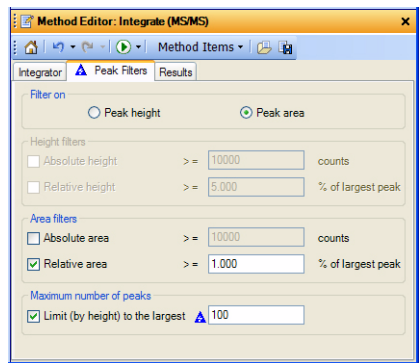 Method Editor: Integrate (MS/MS)
Method Items
Integrator Peak Filters Results
Filter on
Peak height Peak area
Height filters
Absolute height >= 10000 counts
Relative height >= 5.000 % of largest peak
Area filters
Absolute area >= 10000 counts
Relative area >= 1.000 % of largest peak
Maximum number of peaks
Limit (by height) to the largest 100